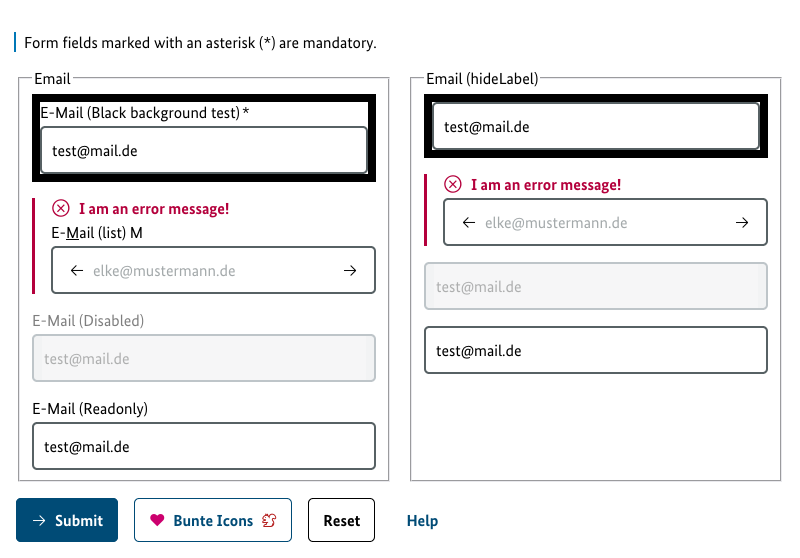 Form fields marked with an asterisk (*) are mandatory.
Email
E-Mail (Black background test) *
test@mail.de
I am an error message!
E-Mail (list) M
elke@mustermann.de
E-Mail (Disabled)
test@mail.de
E-Mail (Readonly)
test@mail.de
Email (hideLabel)
test@mail.de
I am an error message!
elke@mustermann.de
test@mail.de
test@mail.de
Submit
Bunte Icons
Reset
Help